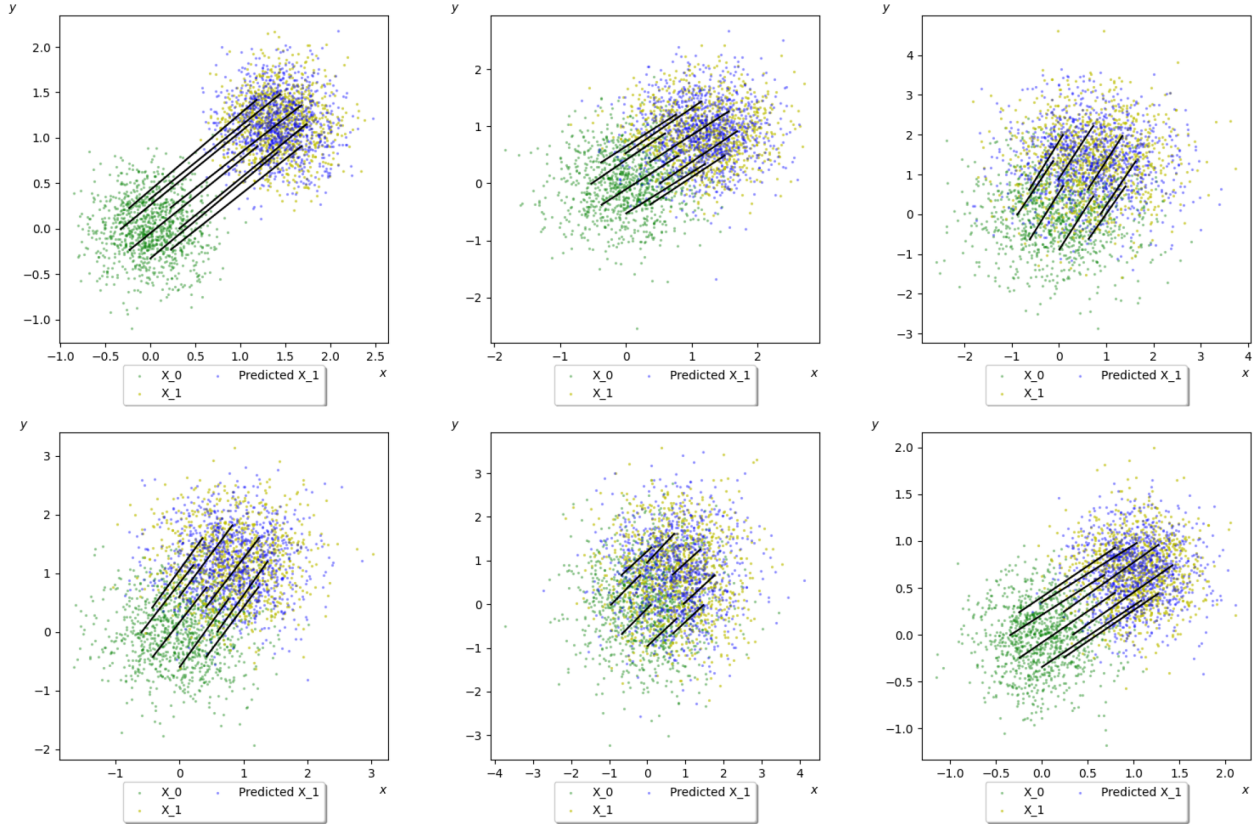 y
2.0
1.5
1.0
0.5
0.0
−0.5
−1.0
−1.0 −0.5 0.0 0.5 1.0 1.5 2.0 2.5
x
X_0 Predicted X_1
X_1
y
2
1
0
−1
−2
−2 −1 0 1 2
x
X_0 Predicted X_1
X_1
y
4
3
2
1
0
−1
−2
−3
−2 −1 0 1 2 3 4
x
X_0 Predicted X_1
X_1
y
3
2
1
0
−1
−2
−1 0 1 2 3
x
X_0 Predicted X_1
X_1
y
3
2
1
0
−1
−2
−3
−4 −3 −2 −1 0 1 2 3 4
x
X_0 Predicted X_1
X_1
y
2.0
1.5
1.0
0.5
0.0
−0.5
−1.0
−1.0 −0.5 0.0 0.5 1.0 1.5 2.0
x
X_0 Predicted X_1
X_1